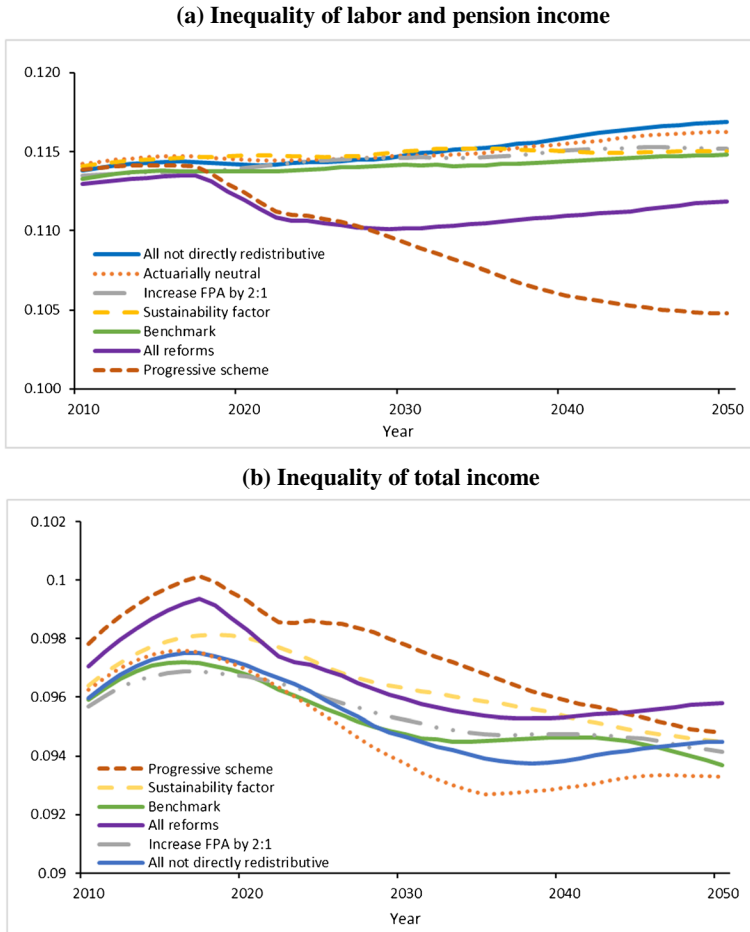 (a) Inequality of labor and pension income
0.120
0.115
0.110
0.105
0.100
All not directly redistributive
Actuarially neutral
Increase FPA by 2:1
Sustainability factor
Benchmark
All reforms
Progressive scheme
2010 2020 2030 2040 2050
Year
(b) Inequality of total income
0.102
0.1
0.098
0.096
0.094
0.092
0.09
Progressive scheme
Sustainability factor
Benchmark
All reforms
Increase FPA by 2:1
All not directly redistributive
2010 2020 2030 2040 2050
Year